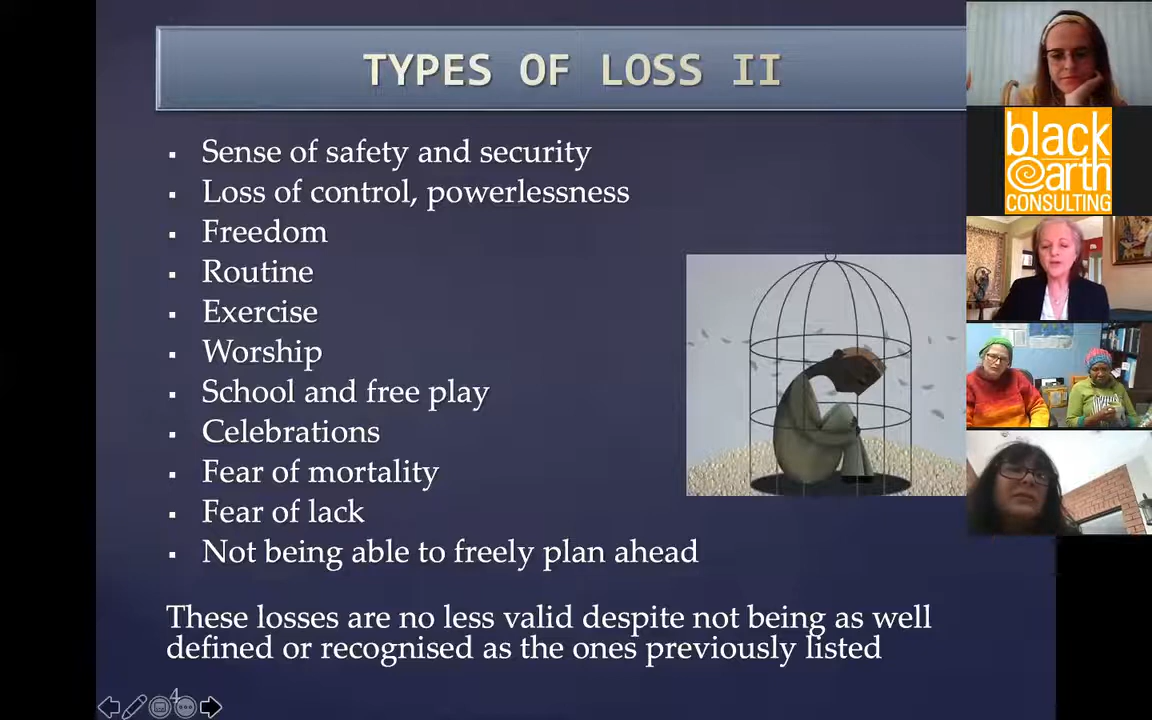 TYPES OF LOSS II
Sense of safety and security
Loss of control, powerlessness
Freedom
Routine
Exercise
Worship
School and free play
Celebrations
Fear of mortality
Fear of lack
Not being able to freely plan ahead
These losses are no less valid despite not being as well
defined or recognised as the ones previously listed
4
black
earth
CONSULTING